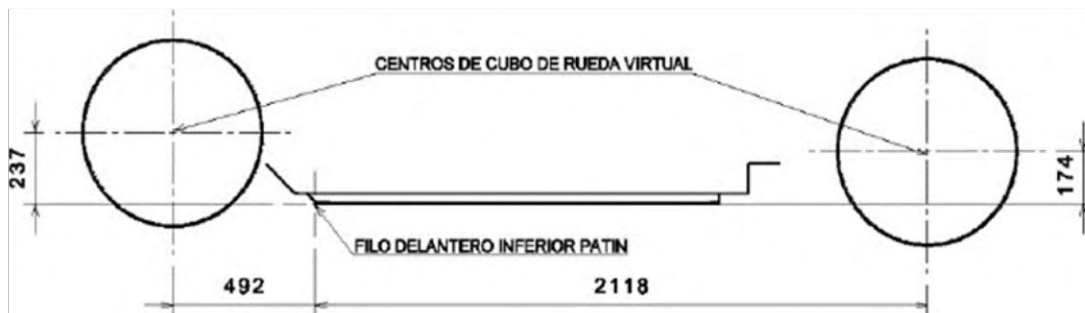 CENTROS DE CUBO DE RUEDA VIRTUAL
237
174
FILO DELANTERO INFERIOR PATIN
492
2118